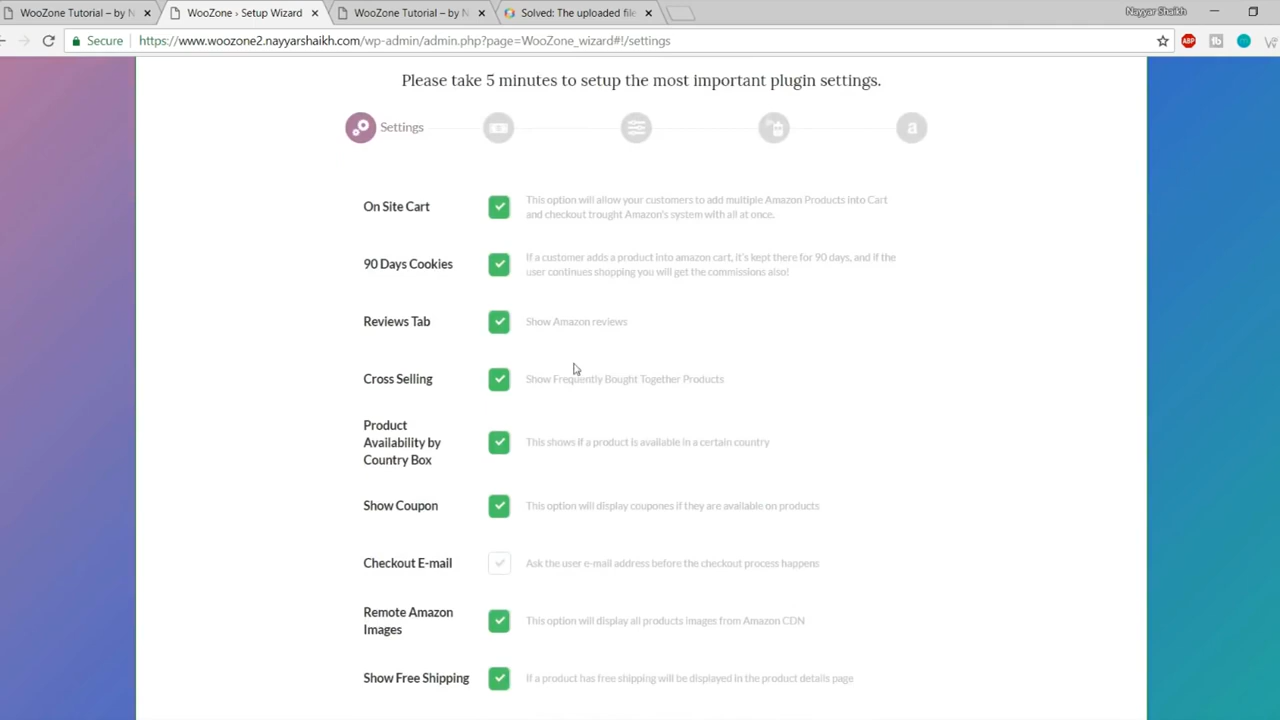 WooZone Tutorial – by N
WooZone › Setup Wizard
WooZone Tutorial – by N
Solved: The uploaded file
Nayyar Shaikh
Secure
https://www.woozone2.nayyarshaikh.com/wp-admin/admin.php?page=WooZone_wizard#!/settings
ABP
Please take 5 minutes to setup the most important plugin settings.
Settings
a
On Site Cart
This option will allow your customers to add multiple Amazon Products into Cart
and checkout trought Amazon's system with all at once.
90 Days Cookies
If a customer adds a product into amazon cart, it's kept there for 90 days, and if the
user continues shopping you will get the commissions also!
Reviews Tab
Show Amazon reviews
Cross Selling
Show Frequently Bought Together Products
Product
Availability by
Country Box
This shows if a product is available in a certain country
Show Coupon
This option will display coupones if they are available on products
Checkout E-mail
Ask the user e-mail address before the checkout process happens
Remote Amazon
Images
This option will display all products images from Amazon CDN
Show Free Shipping
If a product has free shipping will be displayed in the product details page